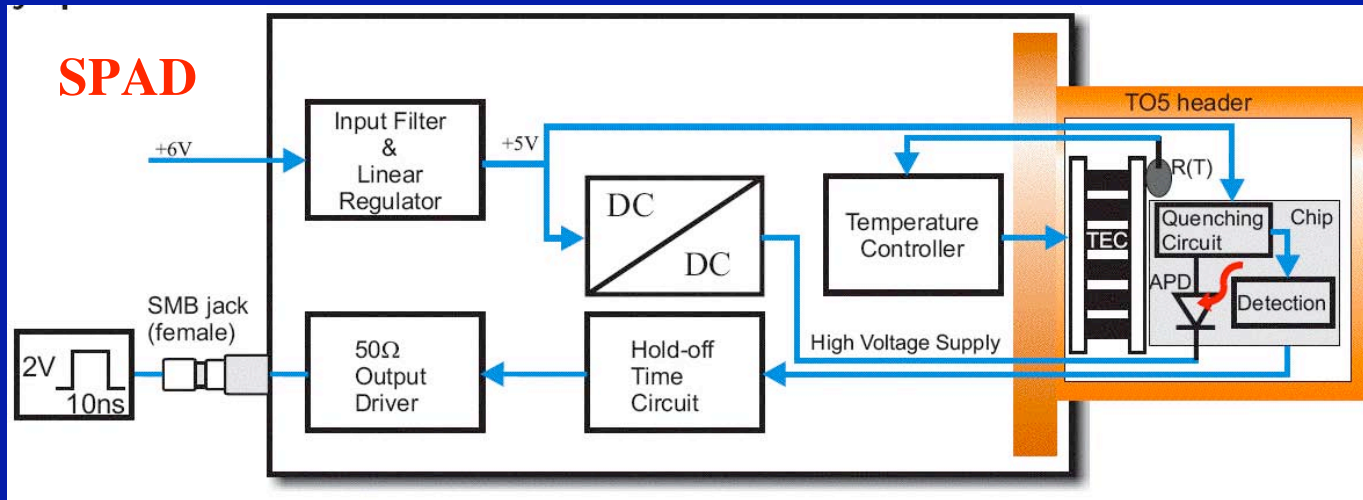 SPAD
+6V
Input Filter
&
Linear
Regulator
+5V
DC
DC
Temperature
Controller
TO5 header
R(T)
TEC
Quenching
Circuit
Chip
APD
Detection
High Voltage Supply
Hold-off
Time
Circuit
50Ω
Output
Driver
SMB jack
(female)
2V
10ns